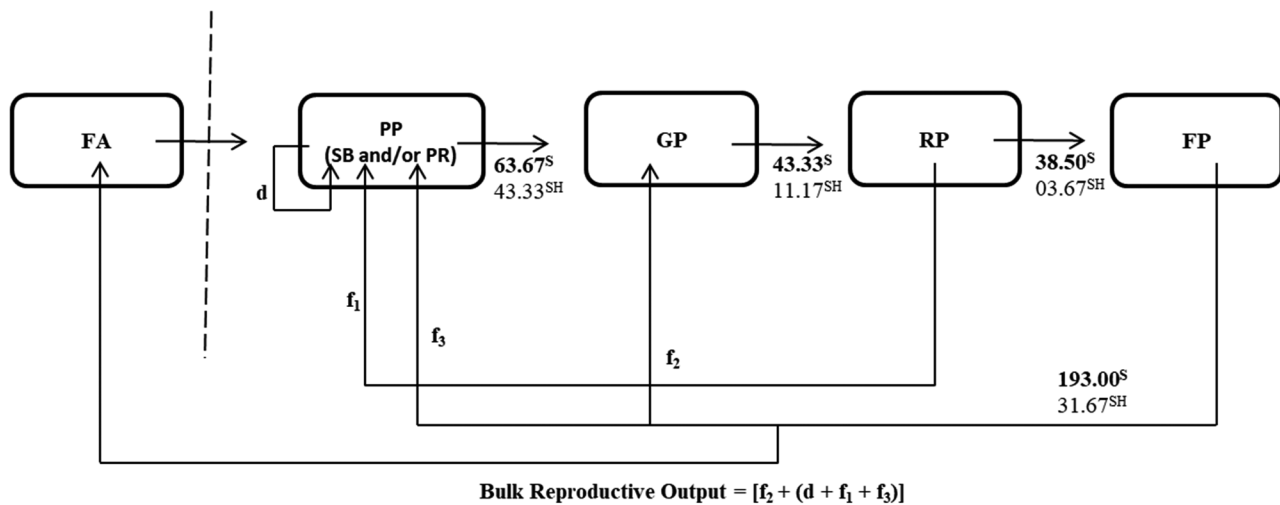 FA
PP
(SB and/or PR)
GP
RP
FP
63.67ˢ
43.33ˢᴴ
43.33ˢ
11.17ˢᴴ
38.50ˢ
03.67ˢᴴ
d
f₁
f₃
f₂
193.00ˢ
31.67ˢᴴ
Bulk Reproductive Output = [f₂ + (d + f₁ + f₃)]